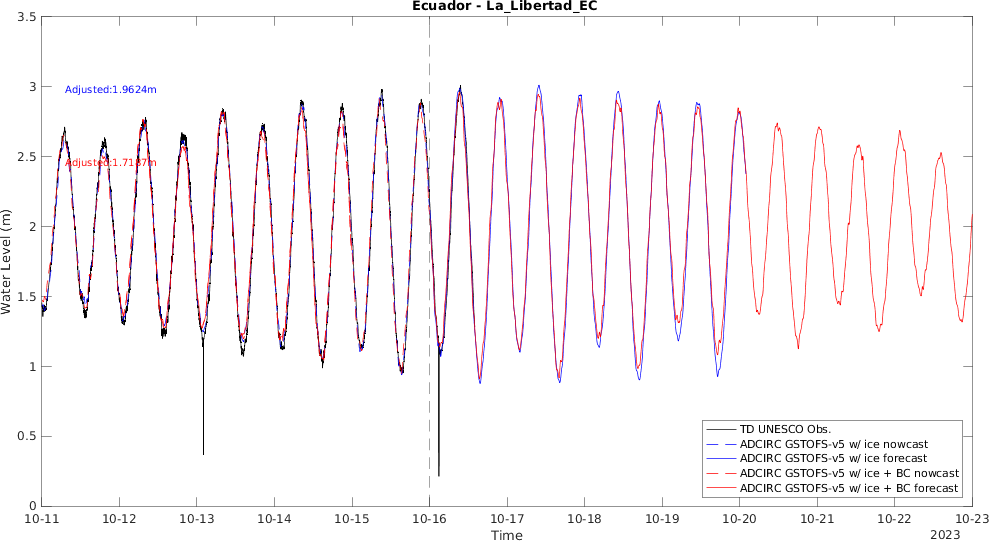 Ecuador - La_Libertad_EC
3.5
3
2.5
2
1.5
1
0.5
0
Water Level (m)
Adjusted:1.9624m
Adjusted:1.7187m
TD UNESCO Obs.
ADCIRC GSTOFS-v5 w/ ice nowcast
ADCIRC GSTOFS-v5 w/ ice forecast
ADCIRC GSTOFS-v5 w/ ice + BC nowcast
ADCIRC GSTOFS-v5 w/ ice + BC forecast
10-11 10-12 10-13 10-14 10-15 10-16 10-17 10-18 10-19 10-20 10-21 10-22 10-23
Time
2023